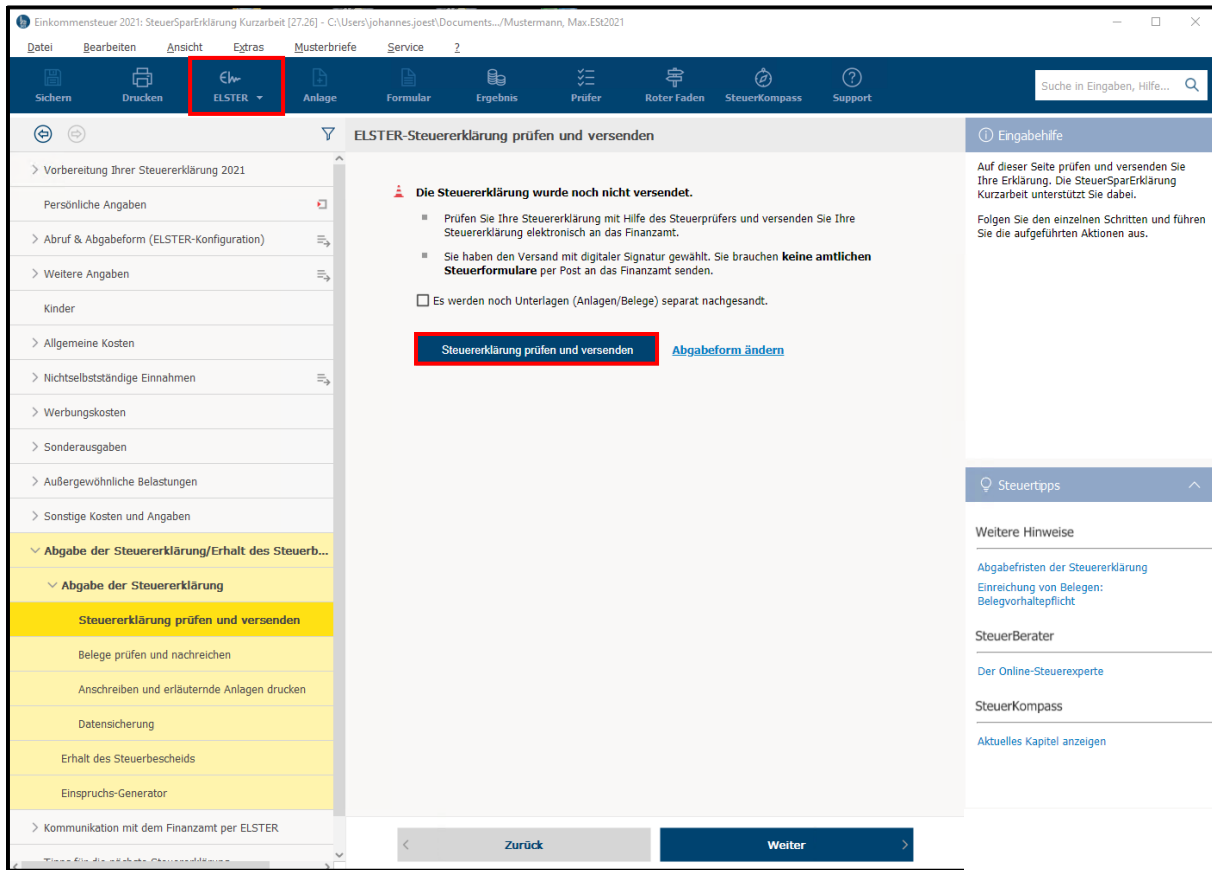 Einkommensteuer 2021: SteuerSparErklärung Kurzarbeit [27.26] - C:\Users\johannes.joest\Documents.../Mustermann, Max.ESt2021
Datei Bearbeiten Ansicht Extras Musterbriefe Service ?
Sichern Drucken ELSTER Anlage Formular Ergebnis Prüfer Roter Faden SteuerKompass Support
Suche in Eingaben, Hilfe...
Vorbereitung Ihrer Steuererklärung 2021
Persönliche Angaben
Abruf & Abgabeform (ELSTER-Konfiguration)
Weitere Angaben
Kinder
Allgemeine Kosten
Nichtselbstständige Einnahmen
Werbungskosten
Sonderausgaben
Außergewöhnliche Belastungen
Sonstige Kosten und Angaben
Abgabe der Steuererklärung/Erhalt des Steuerb...
Abgabe der Steuererklärung
Steuererklärung prüfen und versenden
Belege prüfen und nachreichen
Anschreiben und erläuternde Anlagen drucken
Datensicherung
Erhalt des Steuerbescheids
Einspruchs-Generator
Kommunikation mit dem Finanzamt per ELSTER
ELSTER-Steuererklärung prüfen und versenden
Die Steuererklärung wurde noch nicht versendet.
Prüfen Sie Ihre Steuererklärung mit Hilfe des Steuerprüfers und versenden Sie Ihre
Steuererklärung elektronisch an das Finanzamt.
Sie haben den Versand mit digitaler Signatur gewählt. Sie brauchen keine amtlichen
Steuerformulare per Post an das Finanzamt senden.
Es werden noch Unterlagen (Anlagen/Belege) separat nachgesandt.
Steuererklärung prüfen und versenden Abgabeform ändern
Zurück Weiter
Eingabehilfe
Auf dieser Seite prüfen und versenden Sie
Ihre Erklärung. Die SteuerSparErklärung
Kurzarbeit unterstützt Sie dabei.
Folgen Sie den einzelnen Schritten und führen
Sie die aufgeführten Aktionen aus.
Steuertipps
Weitere Hinweise
Abgabefristen der Steuererklärung
Einreichung von Belegen:
Belegvorhaltepflicht
SteuerBerater
Der Online-Steuerexperte
SteuerKompass
Aktuelles Kapitel anzeigen